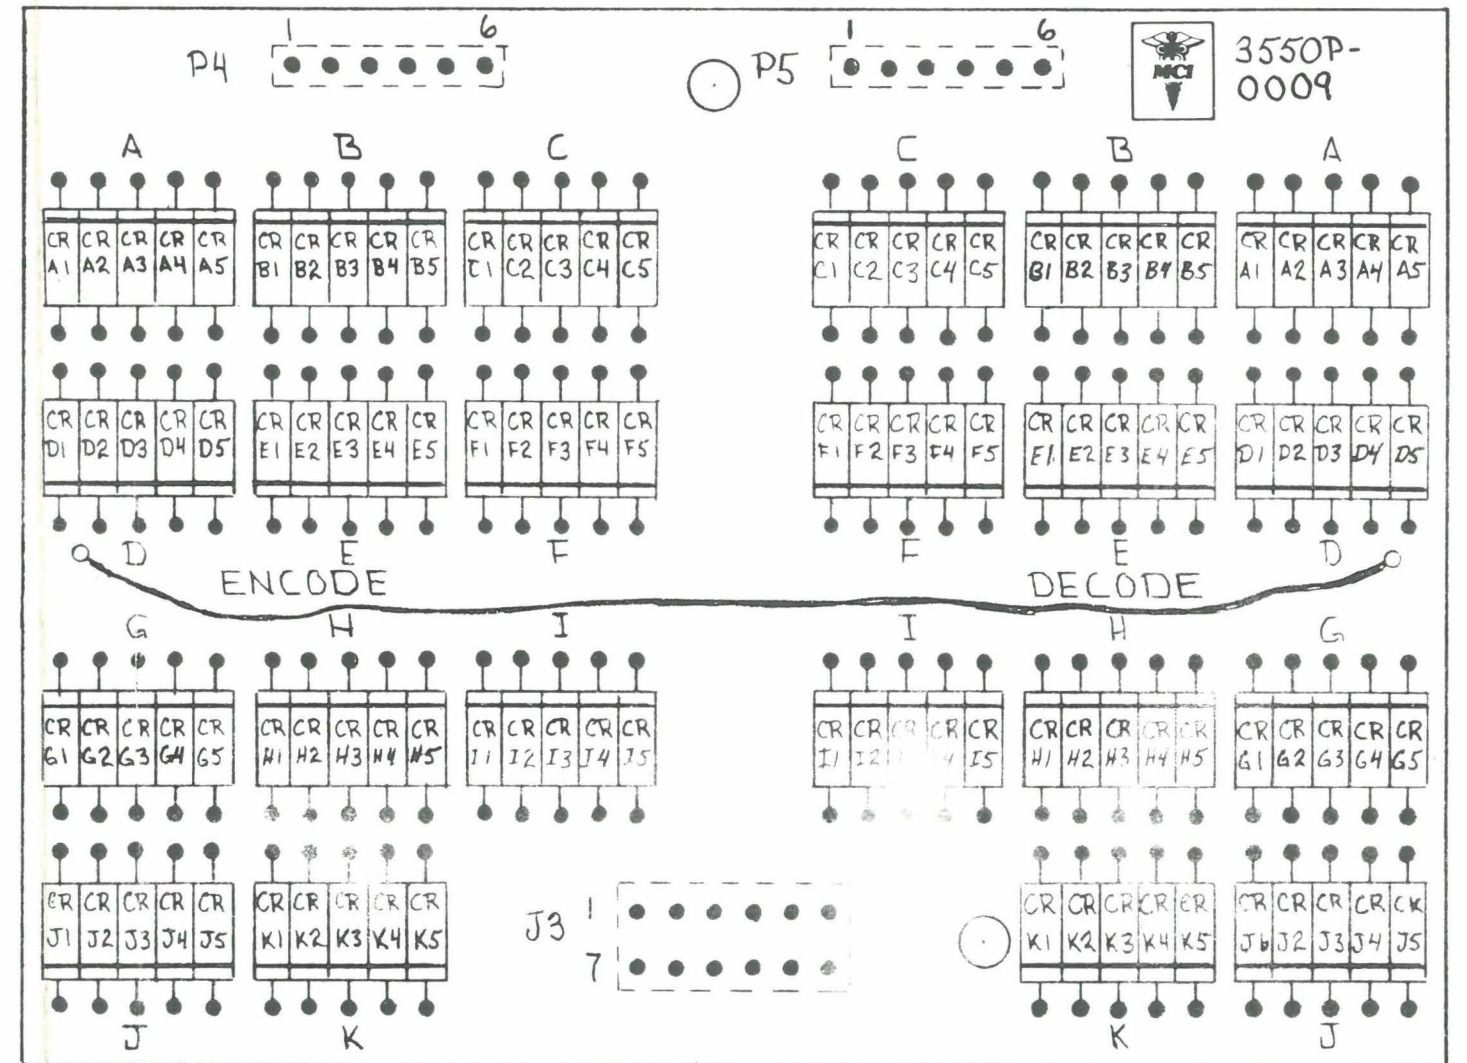 1 6 1 6
P4 P5 MCI 3550P-
0009
A B C C B A
CR CR CR CR CR CR CR CR CR CR CR CR CR CR CR CR CR CR CR CR CR CR CR CR CR CR CR CR CR CR
A1 A2 A3 A4 A5 B1 B2 B3 B4 B5 C1 C2 C3 C4 C5 C1 C2 C3 C4 C5 B1 B2 B3 B4 B5 A1 A2 A3 A4 A5
CR CR CR CR CR CR CR CR CR CR CR CR CR CR CR CR CR CR CR CR CR CR CR CR CR CR CR CR CR CR
D1 D2 D3 D4 D5 E1 E2 E3 E4 E5 F1 F2 F3 F4 F5 F1 F2 F3 F4 F5 E1 E2 E3 E4 E5 D1 D2 D3 D4 D5
D E F F E D
ENCODE DECODE
G H I I H G
CR CR CR CR CR CR CR CR CR CR CR CR CR CR CR CR CR CR CR CR CR CR CR CR CR CR CR CR CR CR
G1 G2 G3 G4 G5 H1 H2 H3 H4 H5 I1 I2 I3 I4 I5 I1 I2 4 I5 H1 H2 H3 H4 H5 G1 G2 G3 G4 G5
CR CR CR CR CR CR CR CR CR CR J3 1 CR CR CR CR CR CR CR CR CR CK
J1 J2 J3 J4 J5 K1 K2 K3 K4 K5 7 K1 K2 K3 K4 K5 J6 J2 J3 J4 J5
J K K J